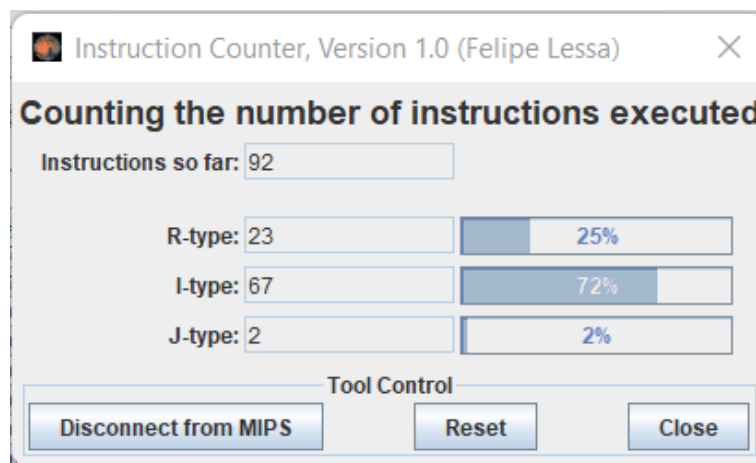 Instruction Counter, Version 1.0 (Felipe Lessa)
Counting the number of instructions executed
Instructions so far: 92
R-type: 23 25%
I-type: 67 72%
J-type: 2 2%
Tool Control
Disconnect from MIPS Reset Close